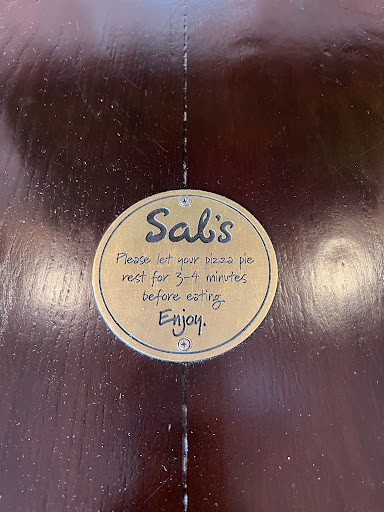 Sal's
Please let your pizza pie
rest for 3-4 minutes
before eating.
Enjoy.